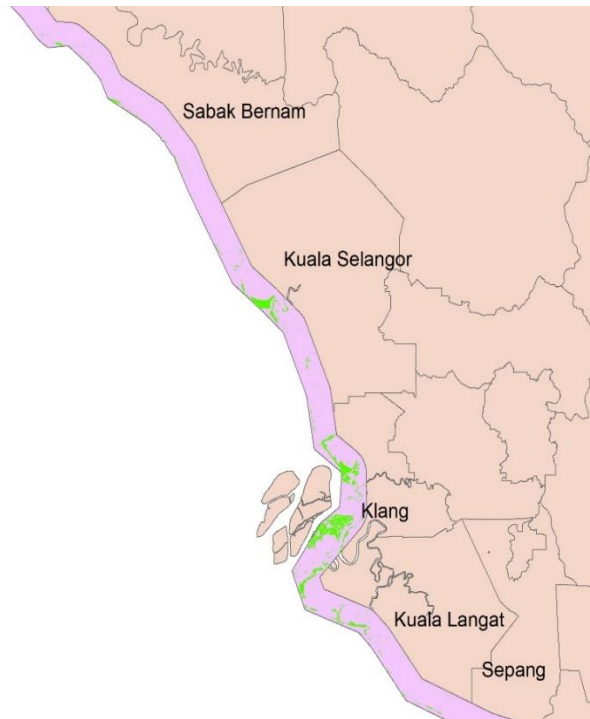 Sabak Bernam
Kuala Selangor
Klang
Kuala Langat
Sepang